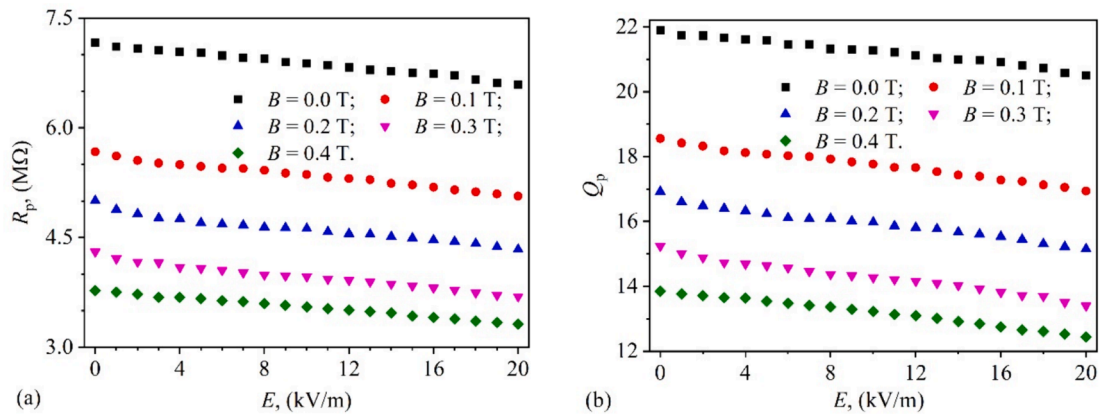 7.5
6.0
4.5
3.0
R_p, (MΩ)
B = 0.0 T; B = 0.1 T;
B = 0.2 T; B = 0.3 T;
B = 0.4 T.
0 4 8 12 16 20
(a) E, (kV/m)
22
20
18
16
14
12
Q_p
B = 0.0 T; B = 0.1 T;
B = 0.2 T; B = 0.3 T;
B = 0.4 T.
0 4 8 12 16 20
(b) E, (kV/m)